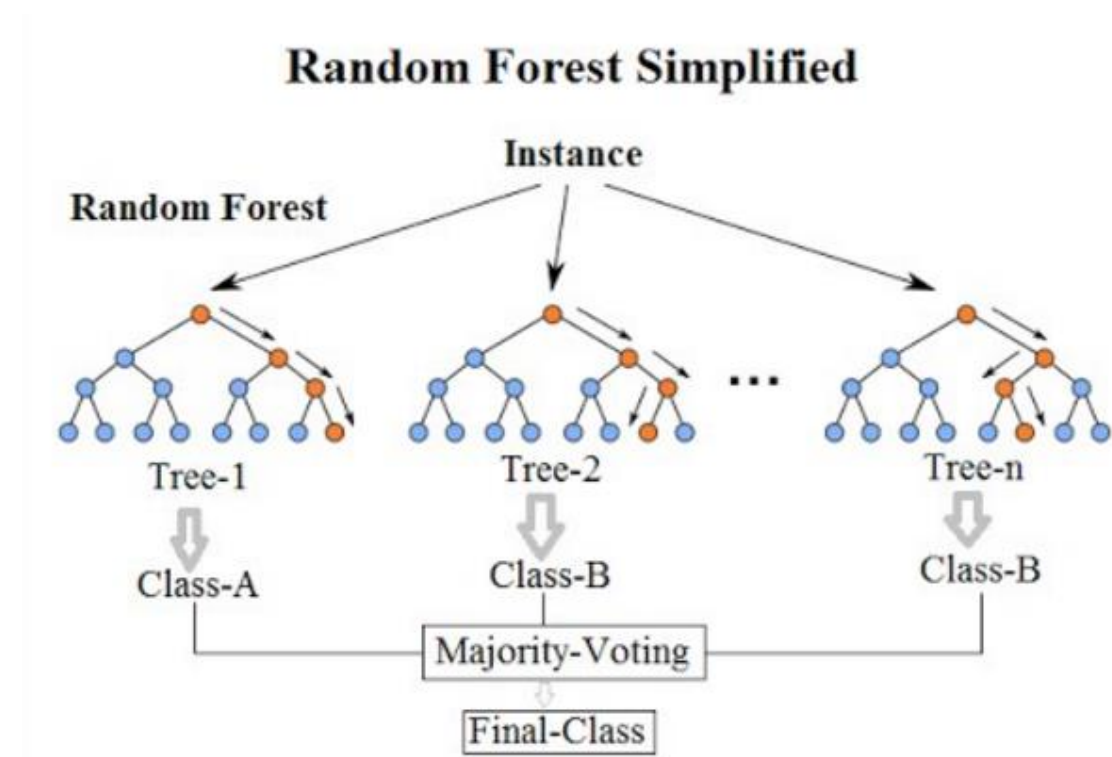 Random Forest Simplified
Instance
Random Forest
...
Tree-1
Tree-2
Tree-n
Class-A
Class-B
Class-B
Majority-Voting
Final-Class